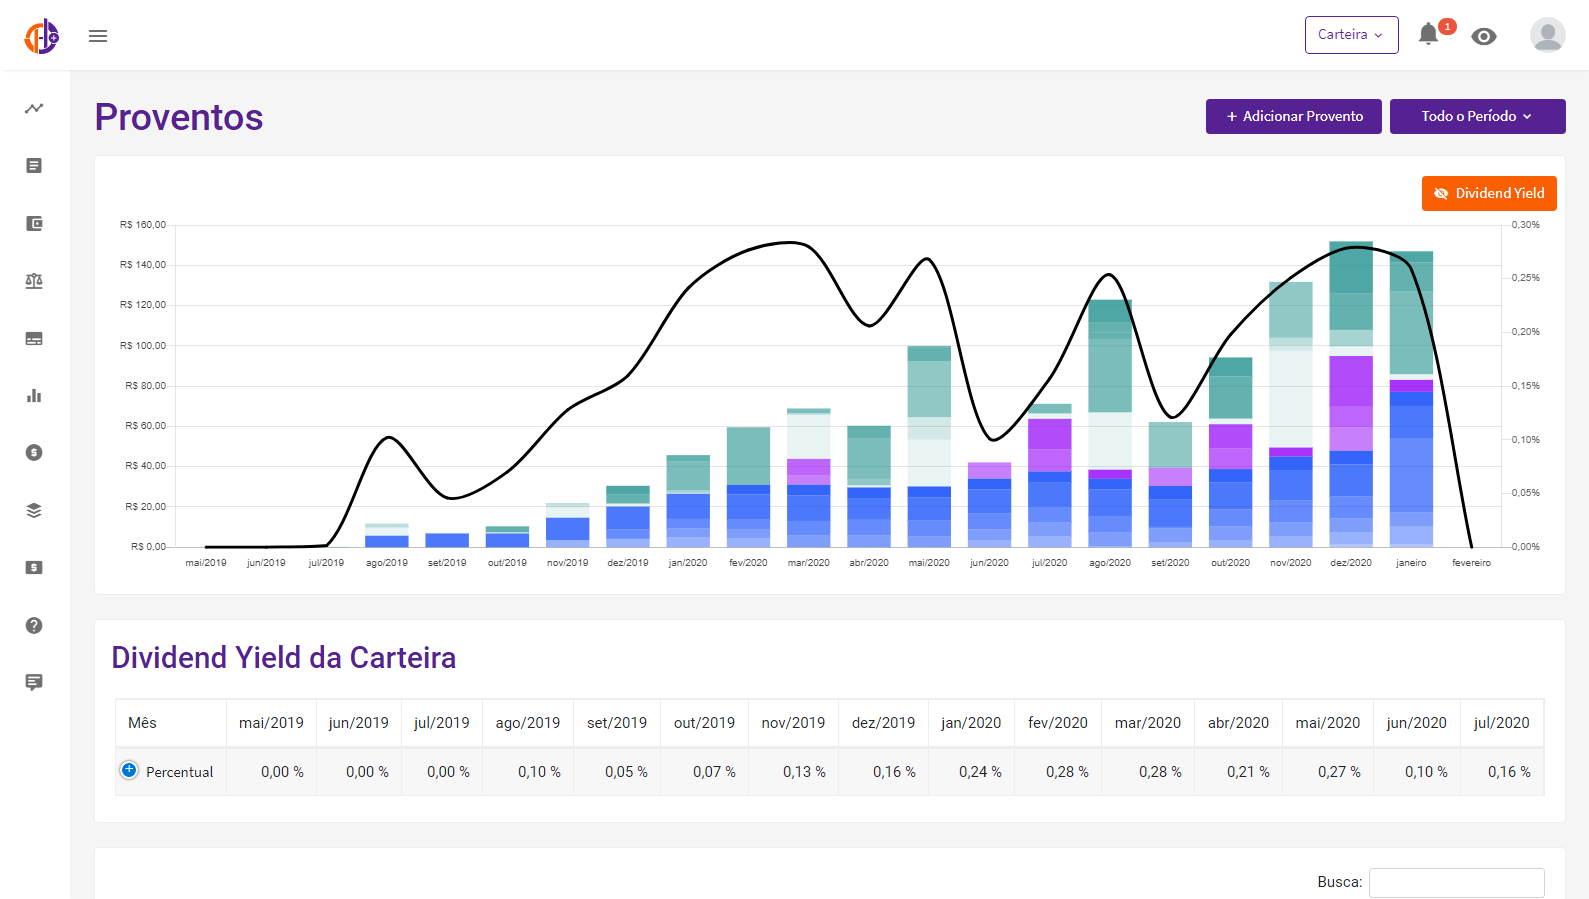 Carteira
1
Proventos
+ Adicionar Provento
Todo o Período
Dividend Yield
R$ 160,00
R$ 140,00
R$ 120,00
R$ 100,00
R$ 80,00
R$ 60,00
R$ 40,00
R$ 20,00
R$ 0,00
0,30%
0,25%
0,20%
0,15%
0,10%
0,05%
0,00%
mai/2019 jun/2019 jul/2019 ago/2019 set/2019 out/2019 nov/2019 dez/2019 jan/2020 fev/2020 mar/2020 abr/2020 mai/2020 jun/2020 jul/2020 ago/2020 set/2020 out/2020 nov/2020 dez/2020 janeiro fevereiro
Dividend Yield da Carteira
Mês mai/2019 jun/2019 jul/2019 ago/2019 set/2019 out/2019 nov/2019 dez/2019 jan/2020 fev/2020 mar/2020 abr/2020 mai/2020 jun/2020 jul/2020
Percentual 0,00 % 0,00 % 0,00 % 0,10 % 0,05 % 0,07 % 0,13 % 0,16 % 0,24 % 0,28 % 0,28 % 0,21 % 0,27 % 0,10 % 0,16 %
Busca: